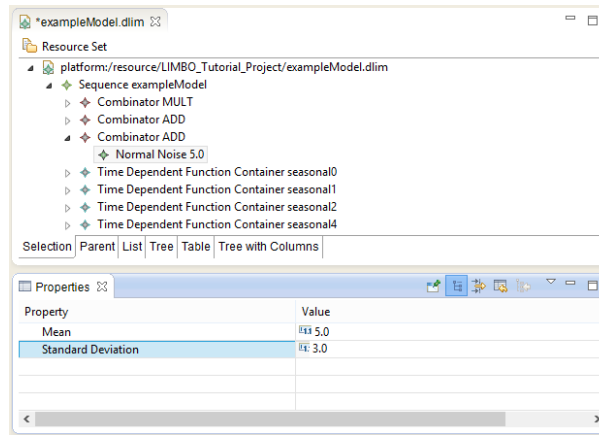 *exampleModel.dlim
Resource Set
platform:/resource/LIMBO_Tutorial_Project/exampleModel.dlim
Sequence exampleModel
Combinator MULT
Combinator ADD
Combinator ADD
Normal Noise 5.0
Time Dependent Function Container seasonal0
Time Dependent Function Container seasonal1
Time Dependent Function Container seasonal2
Time Dependent Function Container seasonal4
Selection Parent List Tree Table Tree with Columns
Properties
Property Value
Mean 5.0
Standard Deviation 3.0